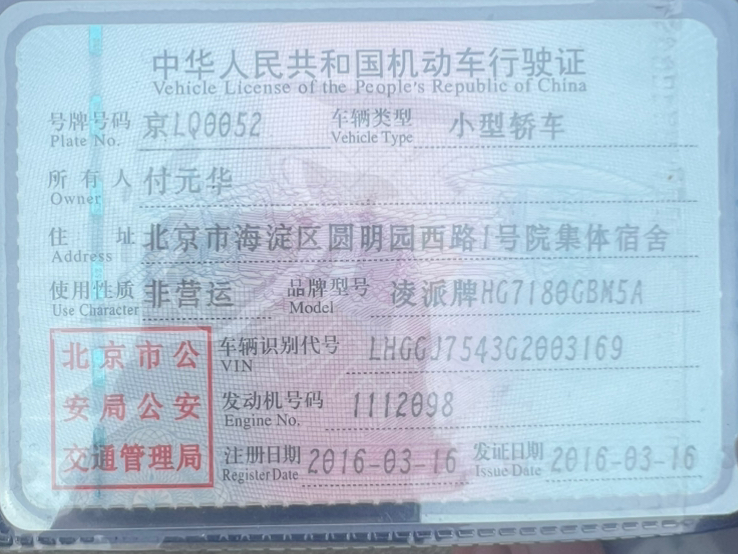 中华人民共和国机动车行驶证
Vehicle License of the People's Republic of China
号牌号码 京LQ0052 车辆类型 小型轿车
Plate No. Vehicle Type
所有人 付元华
Owner
住址 北京市海淀区圆明园西路1号院集体宿舍
Address
使用性质 非营运 品牌型号 凌派牌HG7180GBM5A
Use Character Model
北京市公 车辆识别代号 LHGGJ7543G2003169
VIN
安局公安 发动机号码 1112098
Engine No.
交通管理局 注册日期 2016-03-16 发证日期 2016-03-16
Register Date Issue Date